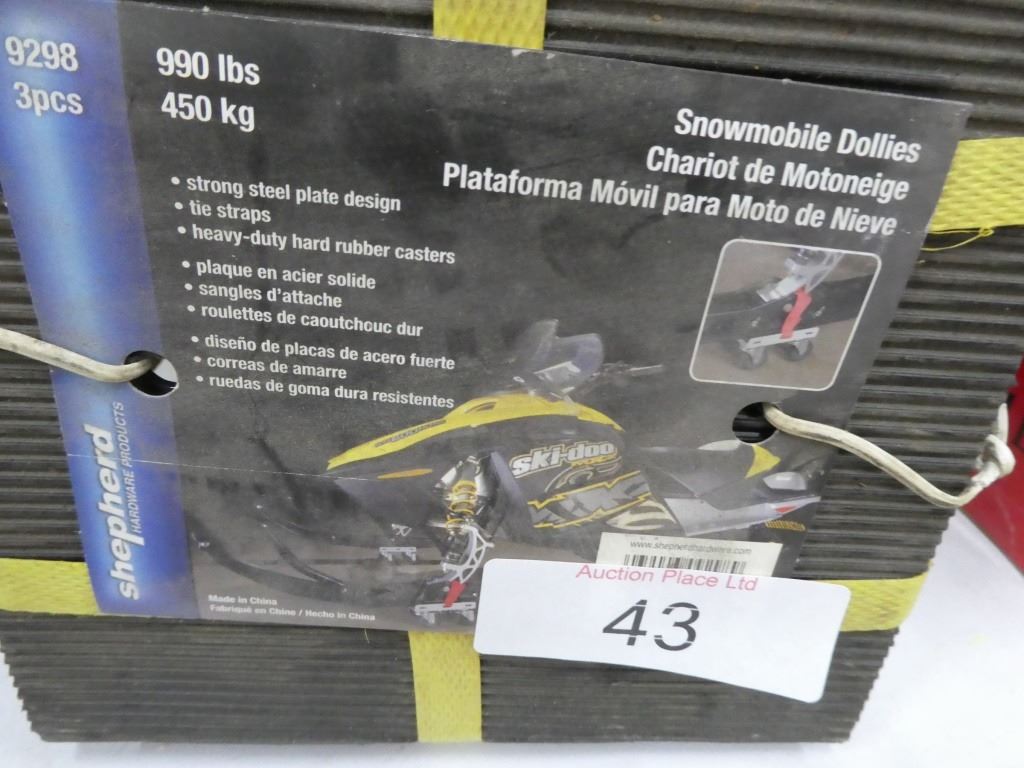 9298
3pcs
990 lbs
450 kg
Snowmobile Dollies
Chariot de Motoneige
Plataforma Móvil para Moto de Nieve
• strong steel plate design
• tie straps
• heavy-duty hard rubber casters
• plaque en acier solide
• sangles d'attache
• roulettes de caoutchouc dur
• diseño de placas de acero fuerte
• correas de amarre
• ruedas de goma dura resistentes
shepherd
HARDWARE PRODUCTS
ski-doo
www.shepherdhardware.com
Made in China
Fabriqué en Chine / Hecho in China
Auction Place Ltd
43